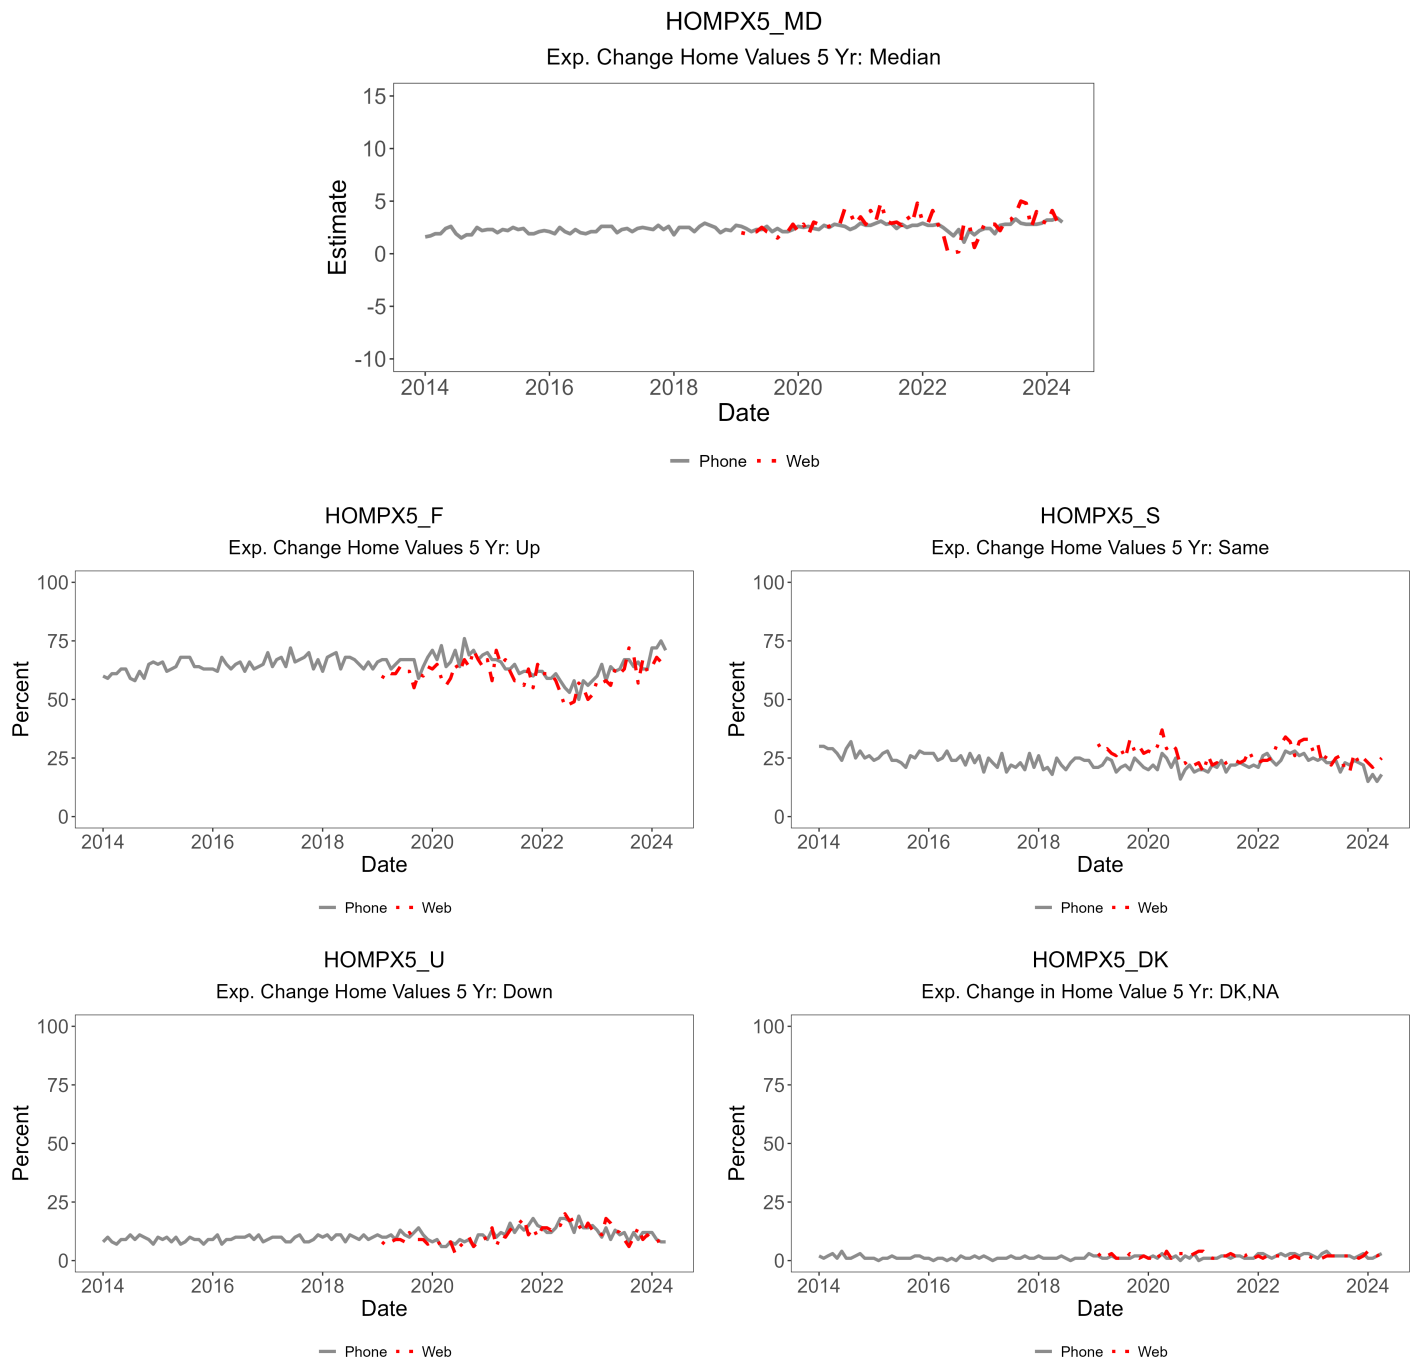 HOMPX5_MD
Exp. Change Home Values 5 Yr: Median
Estimate
15
10
5
0
-5
-10
2014 2016 2018 2020 2022 2024
Date
Phone Web
HOMPX5_F
Exp. Change Home Values 5 Yr: Up
Percent
100
75
50
25
0
2014 2016 2018 2020 2022 2024
Date
Phone Web
HOMPX5_S
Exp. Change Home Values 5 Yr: Same
Percent
100
75
50
25
0
2014 2016 2018 2020 2022 2024
Date
Phone Web
HOMPX5_U
Exp. Change Home Values 5 Yr: Down
Percent
100
75
50
25
0
2014 2016 2018 2020 2022 2024
Date
Phone Web
HOMPX5_DK
Exp. Change in Home Value 5 Yr: DK,NA
Percent
100
75
50
25
0
2014 2016 2018 2020 2022 2024
Date
Phone Web